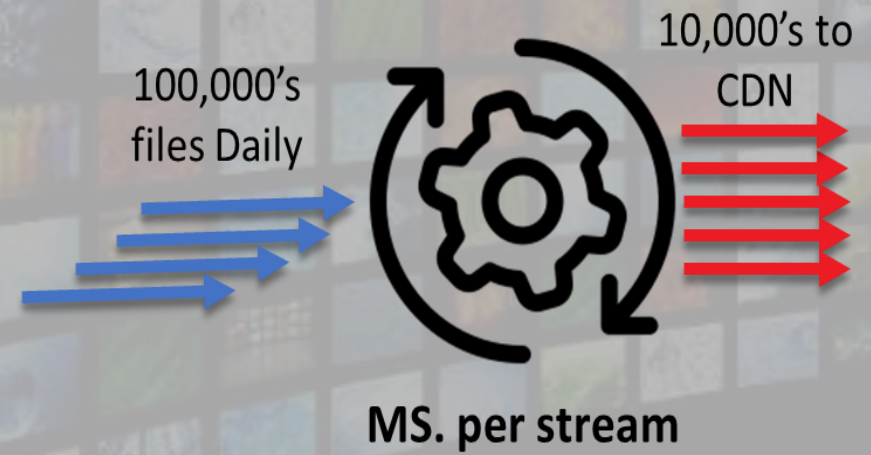 100,000's
files Daily
10,000's to
CDN
MS. per stream